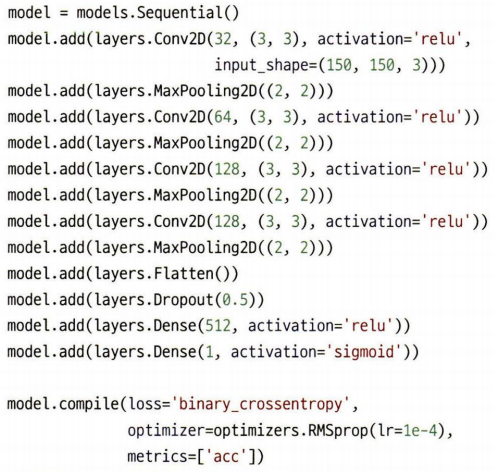 model = models.Sequential()
model.add(layers.Conv2D(32, (3, 3), activation='relu',
                        input_shape=(150, 150, 3)))
model.add(layers.MaxPooling2D((2, 2)))
model.add(layers.Conv2D(64, (3, 3), activation='relu'))
model.add(layers.MaxPooling2D((2, 2)))
model.add(layers.Conv2D(128, (3, 3), activation='relu'))
model.add(layers.MaxPooling2D((2, 2)))
model.add(layers.Conv2D(128, (3, 3), activation='relu'))
model.add(layers.MaxPooling2D((2, 2)))
model.add(layers.Flatten())
model.add(layers.Dropout(0.5))
model.add(layers.Dense(512, activation='relu'))
model.add(layers.Dense(1, activation='sigmoid'))

model.compile(loss='binary_crossentropy',
              optimizer=optimizers.RMSprop(lr=1e-4),
              metrics=['acc'])